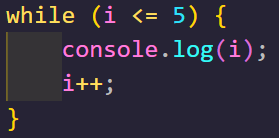 while (i <= 5) {
    console.log(i);
    i++;
}